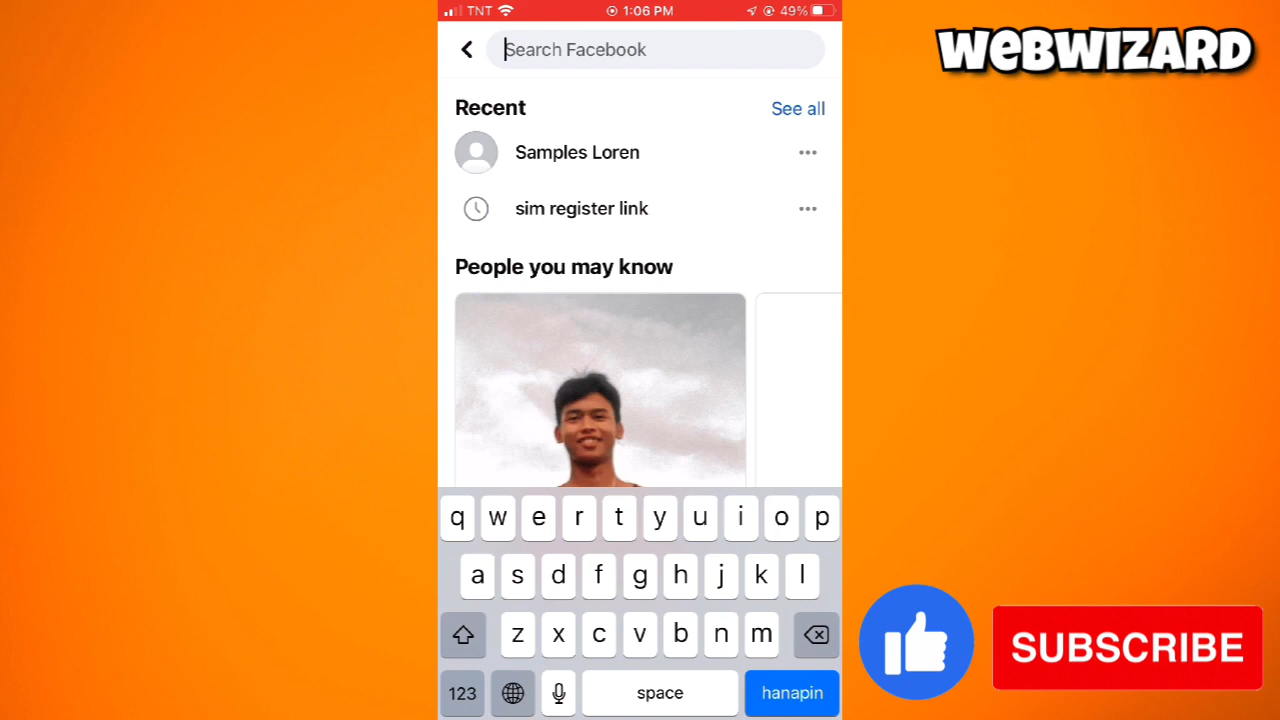 TNT 1:06 PM 49%
WEBWIZARD
Search Facebook
Recent See all
Samples Loren
sim register link
People you may know
q w e r t y u i o p
a s d f g h j k l
z x c v b n m
123 space hanapin
SUBSCRIBE